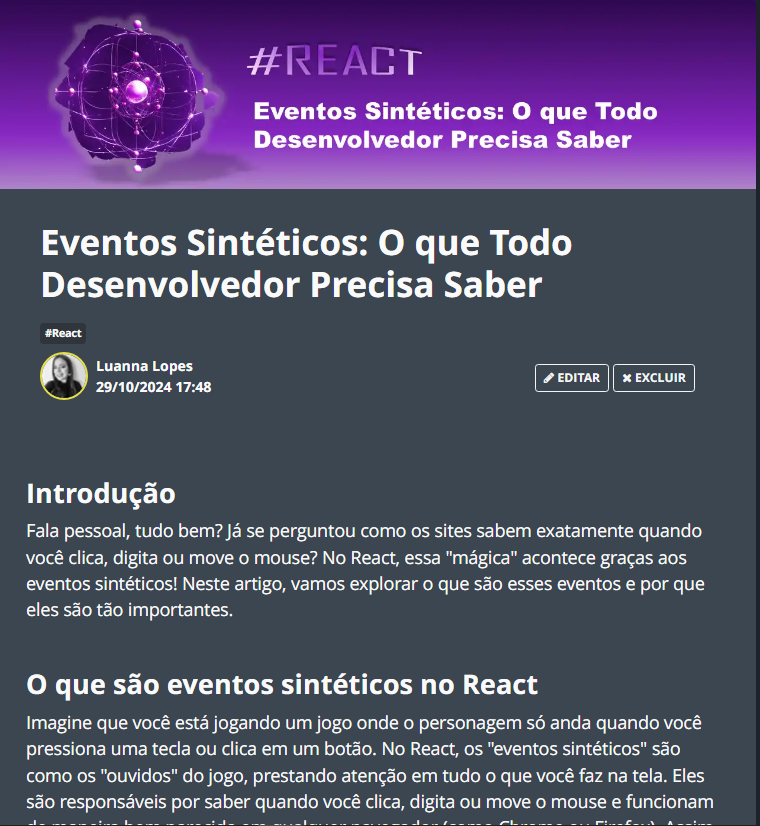 #REACT
Eventos Sintéticos: O que Todo
Desenvolvedor Precisa Saber
Eventos Sintéticos: O que Todo
Desenvolvedor Precisa Saber
#React
Luanna Lopes
29/10/2024 17:48
EDITAR
EXCLUIR
Introdução
Fala pessoal, tudo bem? Já se perguntou como os sites sabem exatamente quando
você clica, digita ou move o mouse? No React, essa "mágica" acontece graças aos
eventos sintéticos! Neste artigo, vamos explorar o que são esses eventos e por que
eles são tão importantes.
O que são eventos sintéticos no React
Imagine que você está jogando um jogo onde o personagem só anda quando você
pressiona uma tecla ou clica em um botão. No React, os "eventos sintéticos" são
como os "ouvidos" do jogo, prestando atenção em tudo o que você faz na tela. Eles
são responsáveis por saber quando você clica, digita ou move o mouse e funcionam